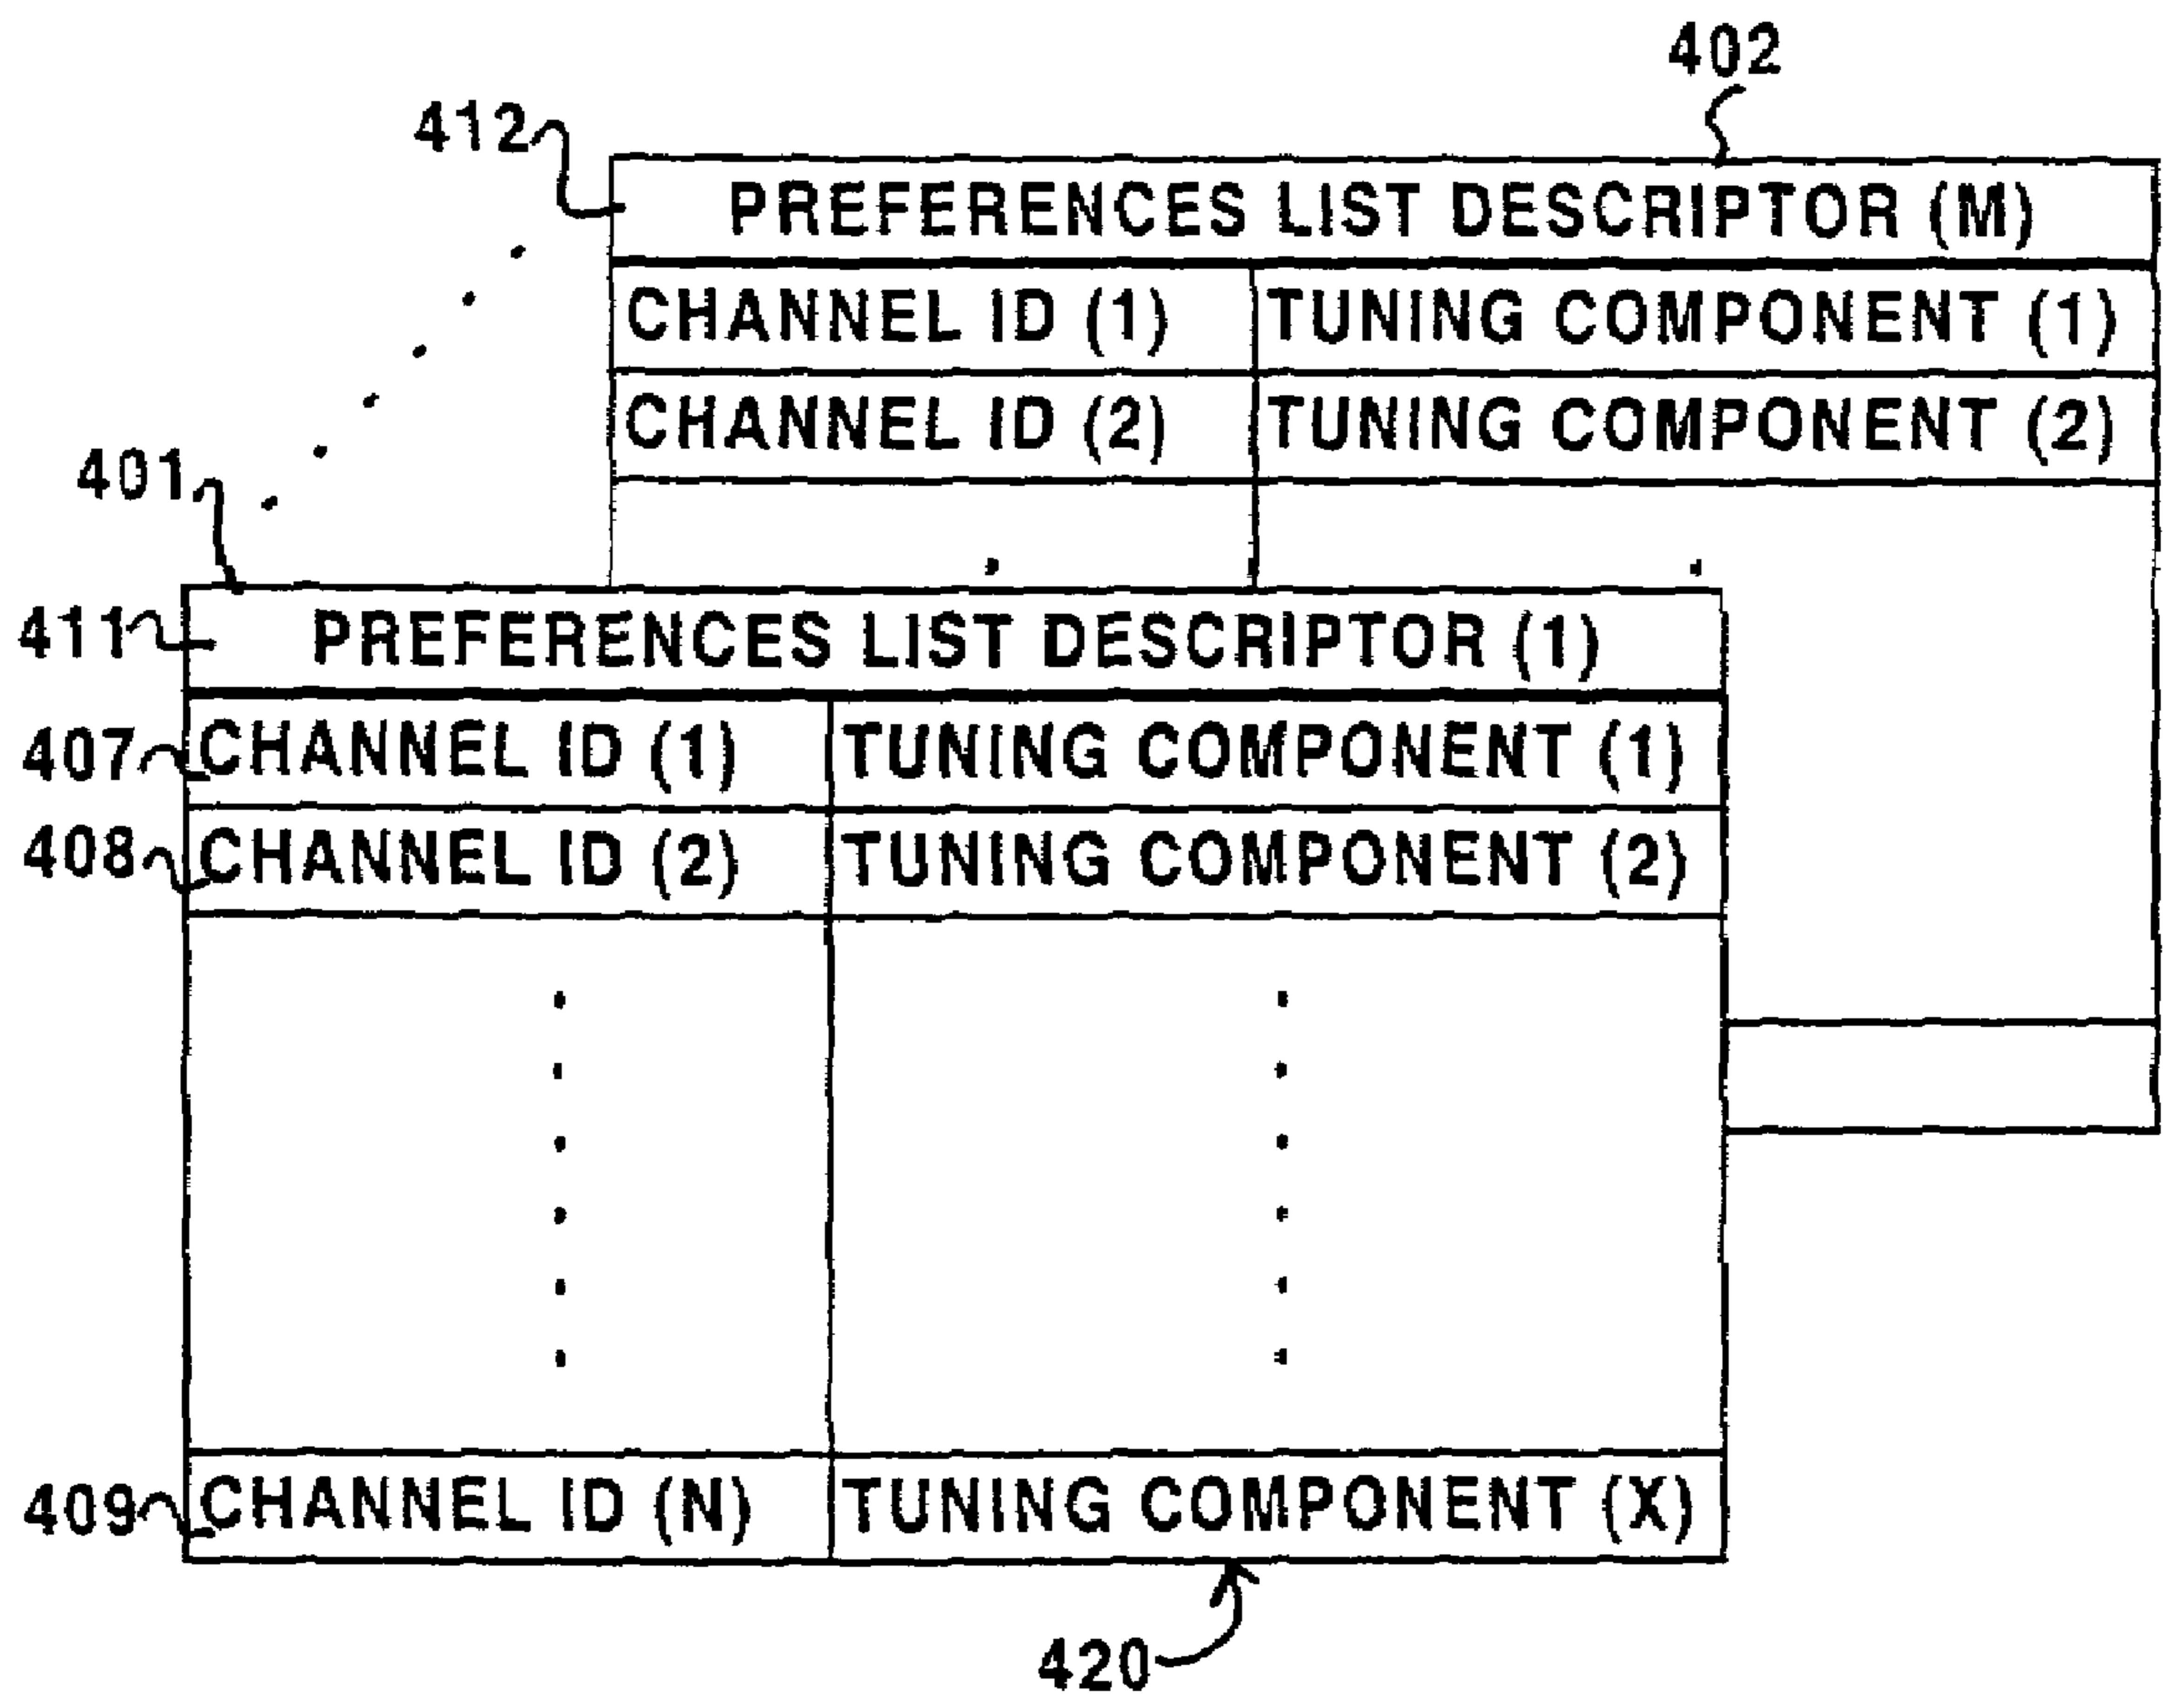 402
412
PREFERENCES LIST DESCRIPTOR (M)
CHANNEL ID (1) TUNING COMPONENT (1)
CHANNEL ID (2) TUNING COMPONENT (2)
401
411 PREFERENCES LIST DESCRIPTOR (1)
407 CHANNEL ID (1) TUNING COMPONENT (1)
408 CHANNEL ID (2) TUNING COMPONENT (2)
409 CHANNEL ID (N) TUNING COMPONENT (X)
420